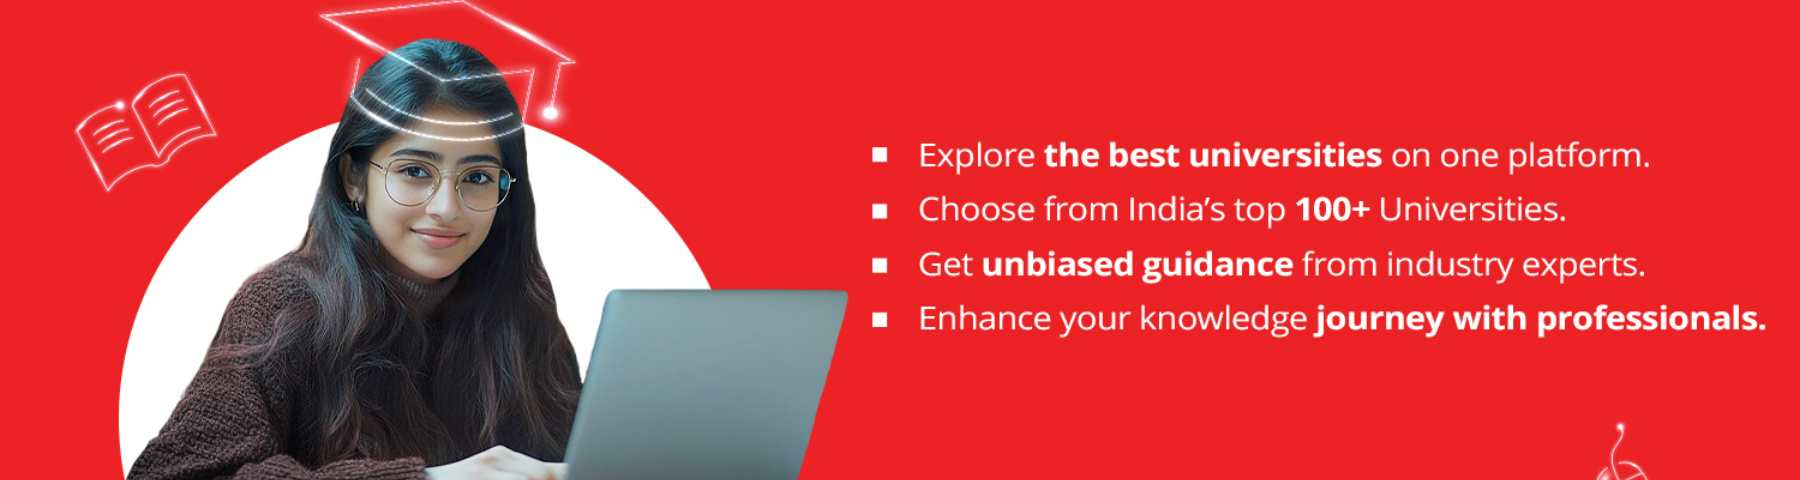 Explore the best universities on one platform.
Choose from India’s top 100+ Universities.
Get unbiased guidance from industry experts.
Enhance your knowledge journey with professionals.